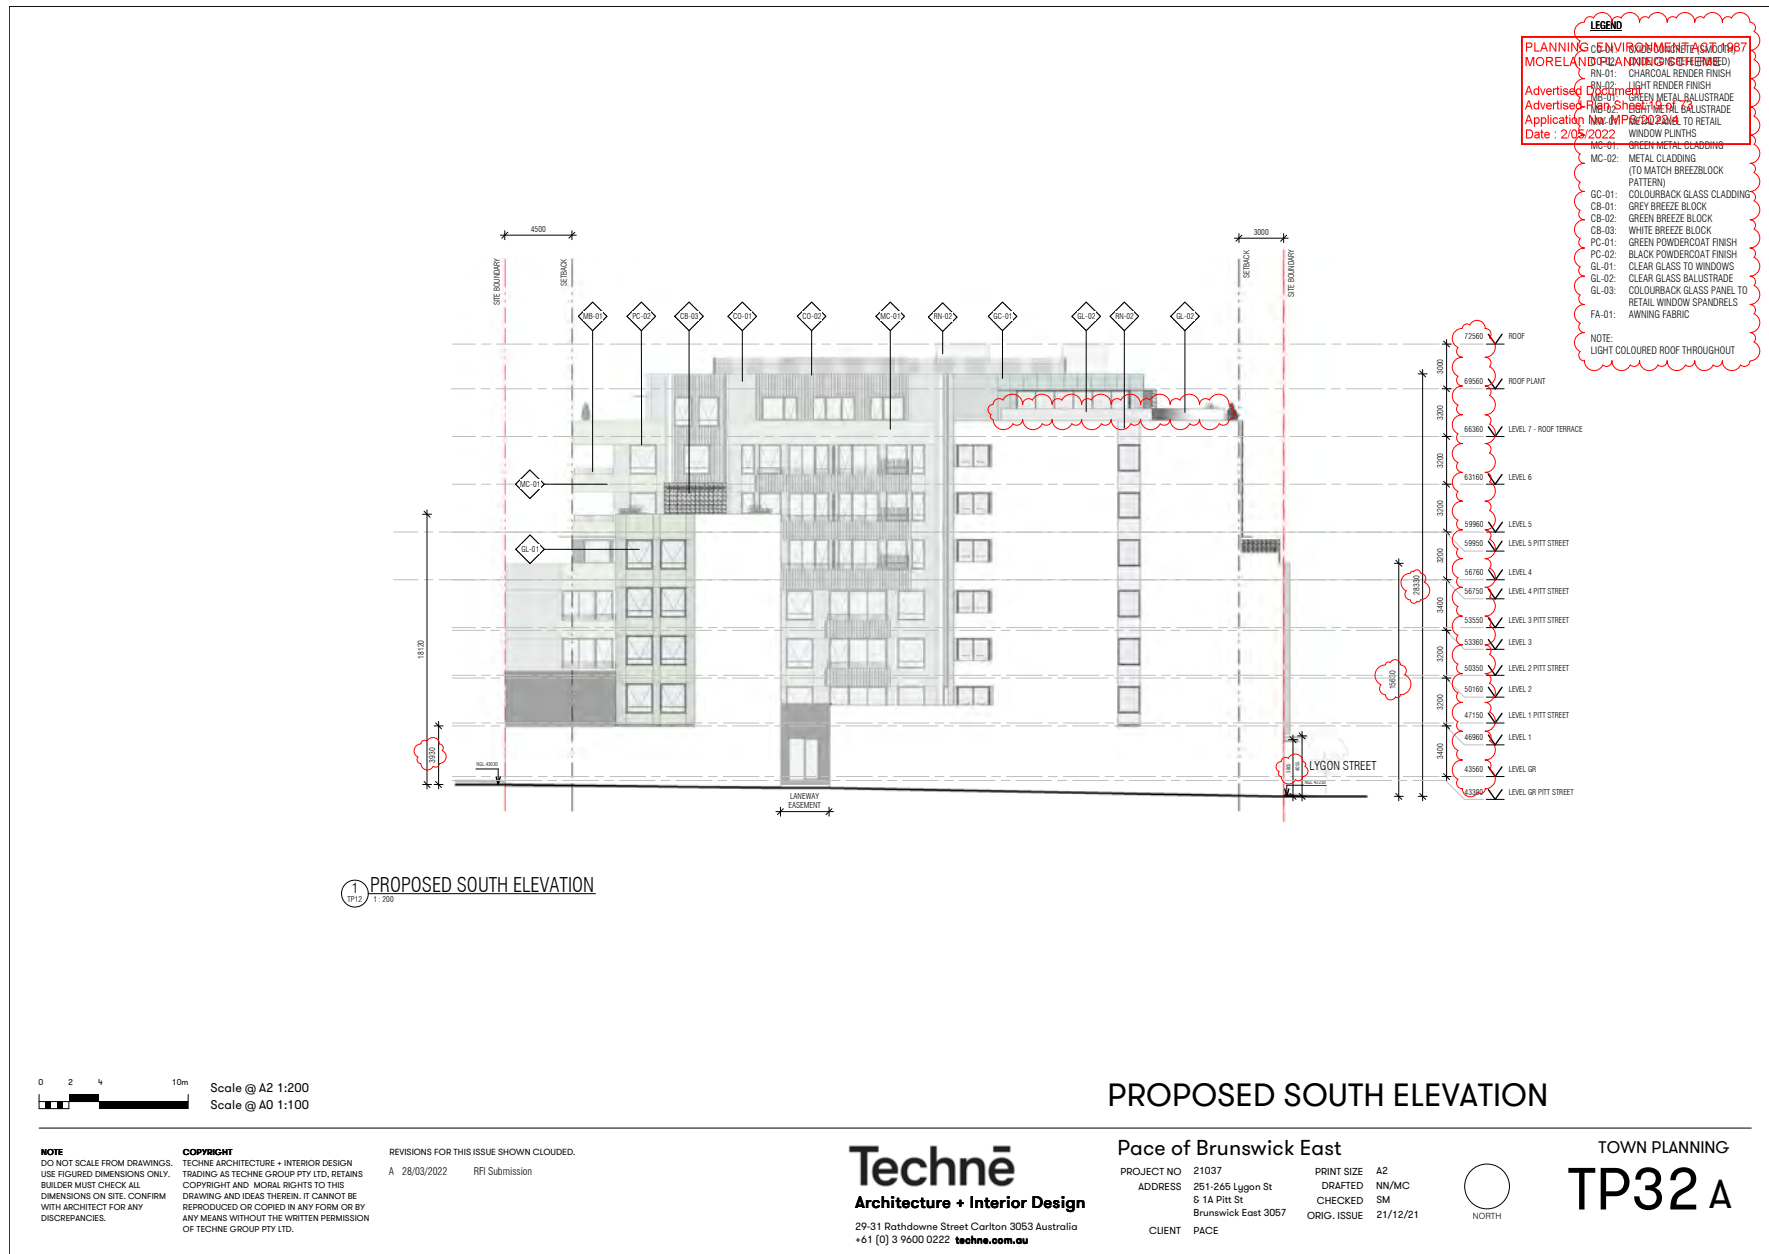 LEGEND
PLANNING ENVIRONMENT ACT 1987
MORELAND PLANNING SCHEME
Advertised Document
Advertised Plan Sheet 19 of 73
Application No: MPS/2022/4
Date : 2/05/2022
RN-01: CHARCOAL RENDER FINISH
RN-02: LIGHT RENDER FINISH
MB-01: GREEN METAL BALUSTRADE
MB-02: LIGHT METAL BALUSTRADE
METAL PANEL TO RETAIL
WINDOW PLINTHS
MC-01: GREEN METAL CLADDING
MC-02: METAL CLADDING
(TO MATCH BREEZBLOCK
PATTERN)
GC-01: COLOURBACK GLASS CLADDING
CB-01: GREY BREEZE BLOCK
CB-02: GREEN BREEZE BLOCK
CB-03: WHITE BREEZE BLOCK
PC-01: GREEN POWDERCOAT FINISH
PC-02: BLACK POWDERCOAT FINISH
GL-01: CLEAR GLASS TO WINDOWS
GL-02: CLEAR GLASS BALUSTRADE
GL-03: COLOURBACK GLASS PANEL TO
RETAIL WINDOW SPANDRELS
FA-01: AWNING FABRIC
NOTE:
LIGHT COLOURED ROOF THROUGHOUT
4500
3000
SITE BOUNDARY
SETBACK
SETBACK
SITE BOUNDARY
MB-01
PC-02
CB-03
CO-01
CO-02
MC-01
RN-02
GC-01
GL-02
RN-02
GL-02
MC-01
GL-01
72560 ROOF
69560 ROOF PLANT
66360 LEVEL 7 - ROOF TERRACE
63160 LEVEL 6
59960 LEVEL 5
59950 LEVEL 5 PITT STREET
56760 LEVEL 4
56750 LEVEL 4 PITT STREET
53550 LEVEL 3 PITT STREET
53360 LEVEL 3
50350 LEVEL 2 PITT STREET
50160 LEVEL 2
47150 LEVEL 1 PITT STREET
46960 LEVEL 1
43560 LEVEL GR
43380 LEVEL GR PITT STREET
3000
3200
3200
3200
3400
3200
3200
3400
28330
15630
18120
3930
NGL 43030
LYGON STREET
LANEWAY
EASEMENT
1
TP12
PROPOSED SOUTH ELEVATION
1 : 200
0 2 4 10m
Scale @ A2 1:200
Scale @ A0 1:100
PROPOSED SOUTH ELEVATION
NOTE
DO NOT SCALE FROM DRAWINGS.
USE FIGURED DIMENSIONS ONLY.
BUILDER MUST CHECK ALL
DIMENSIONS ON SITE. CONFIRM
WITH ARCHITECT FOR ANY
DISCREPANCIES.
COPYRIGHT
TECHNE ARCHITECTURE + INTERIOR DESIGN
TRADING AS TECHNE GROUP PTY LTD, RETAINS
COPYRIGHT AND MORAL RIGHTS TO THIS
DRAWING AND IDEAS THEREIN. IT CANNOT BE
REPRODUCED OR COPIED IN ANY FORM OR BY
ANY MEANS WITHOUT THE WRITTEN PERMISSION
OF TECHNE GROUP PTY LTD.
REVISIONS FOR THIS ISSUE SHOWN CLOUDED.
A 28/03/2022 RFI Submission
Technē
Architecture + Interior Design
29-31 Rathdowne Street Carlton 3053 Australia
+61 (0) 3 9600 0222 techne.com.au
Pace of Brunswick East
PROJECT NO 21037
ADDRESS 251-265 Lygon St
& 1A Pitt St
Brunswick East 3057
CLIENT PACE
PRINT SIZE A2
DRAFTED NN/MC
CHECKED SM
ORIG. ISSUE 21/12/21
NORTH
TOWN PLANNING
TP32 A